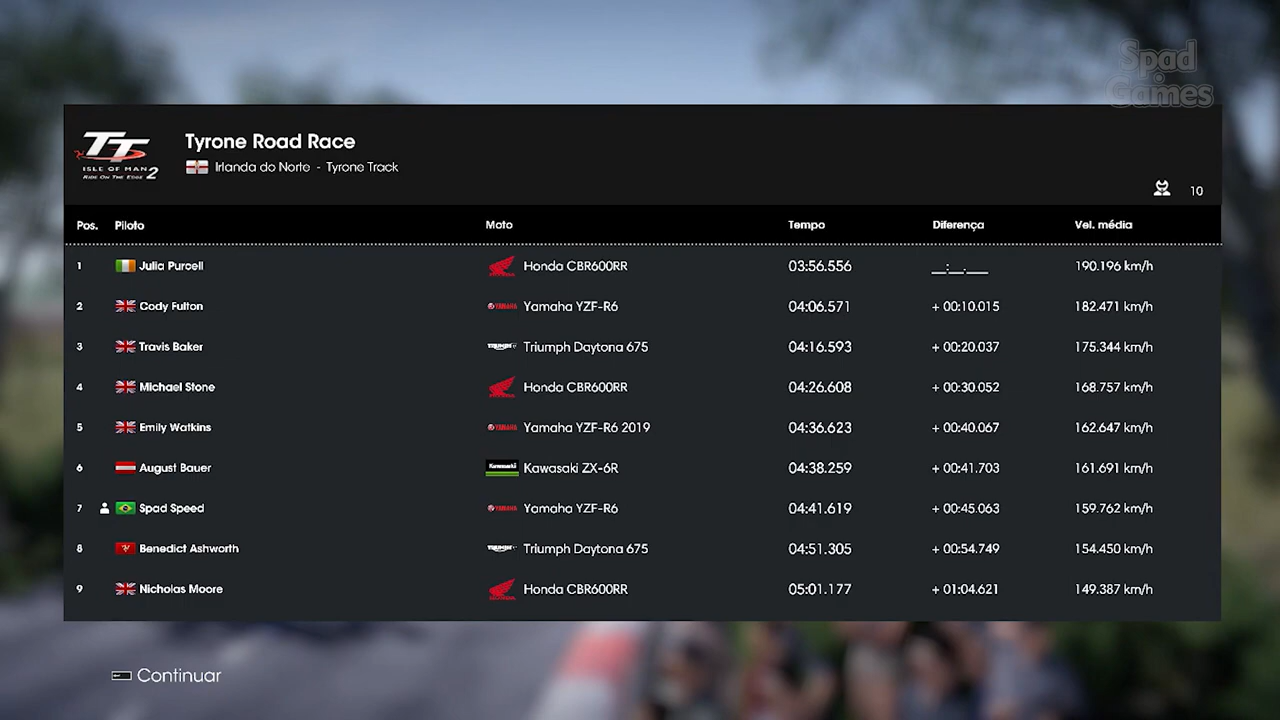 Spad
Games
TT
ISLE OF MAN 2
RIDE ON THE EDGE
Tyrone Road Race
Irlanda do Norte - Tyrone Track
10
Pos. Piloto Moto Tempo Diferença Vel. média
1 Julia Purcell HONDA Honda CBR600RR 03:56.556 __:__.___ 190.196 km/h
2 Cody Fulton YAMAHA Yamaha YZF-R6 04:06.571 + 00:10.015 182.471 km/h
3 Travis Baker TRIUMPH Triumph Daytona 675 04:16.593 + 00:20.037 175.344 km/h
4 Michael Stone HONDA Honda CBR600RR 04:26.608 + 00:30.052 168.757 km/h
5 Emily Watkins YAMAHA Yamaha YZF-R6 2019 04:36.623 + 00:40.067 162.647 km/h
6 August Bauer Kawasaki Kawasaki ZX-6R 04:38.259 + 00:41.703 161.691 km/h
7 Spad Speed YAMAHA Yamaha YZF-R6 04:41.619 + 00:45.063 159.762 km/h
8 Benedict Ashworth TRIUMPH Triumph Daytona 675 04:51.305 + 00:54.749 154.450 km/h
9 Nicholas Moore HONDA Honda CBR600RR 05:01.177 + 01:04.621 149.387 km/h
Continuar